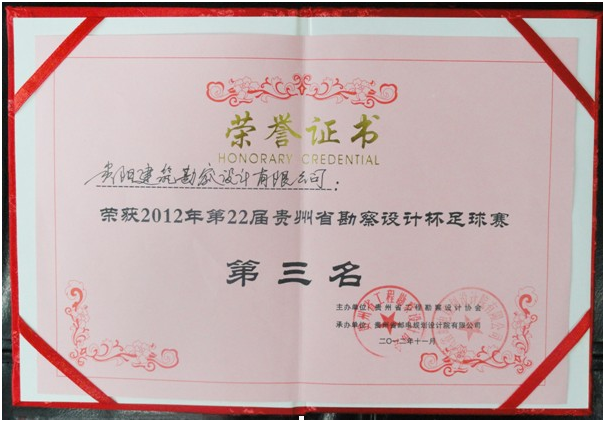 荣誉证书
HONORARY CREDENTIAL
贵阳建筑勘察设计有限公司：
荣获2012年第22届贵州省勘察设计杯足球赛
第三名
主办单位：贵州省工程勘察设计协会
承办单位：贵州省邮电规划设计院有限公司
二〇一二年十一月